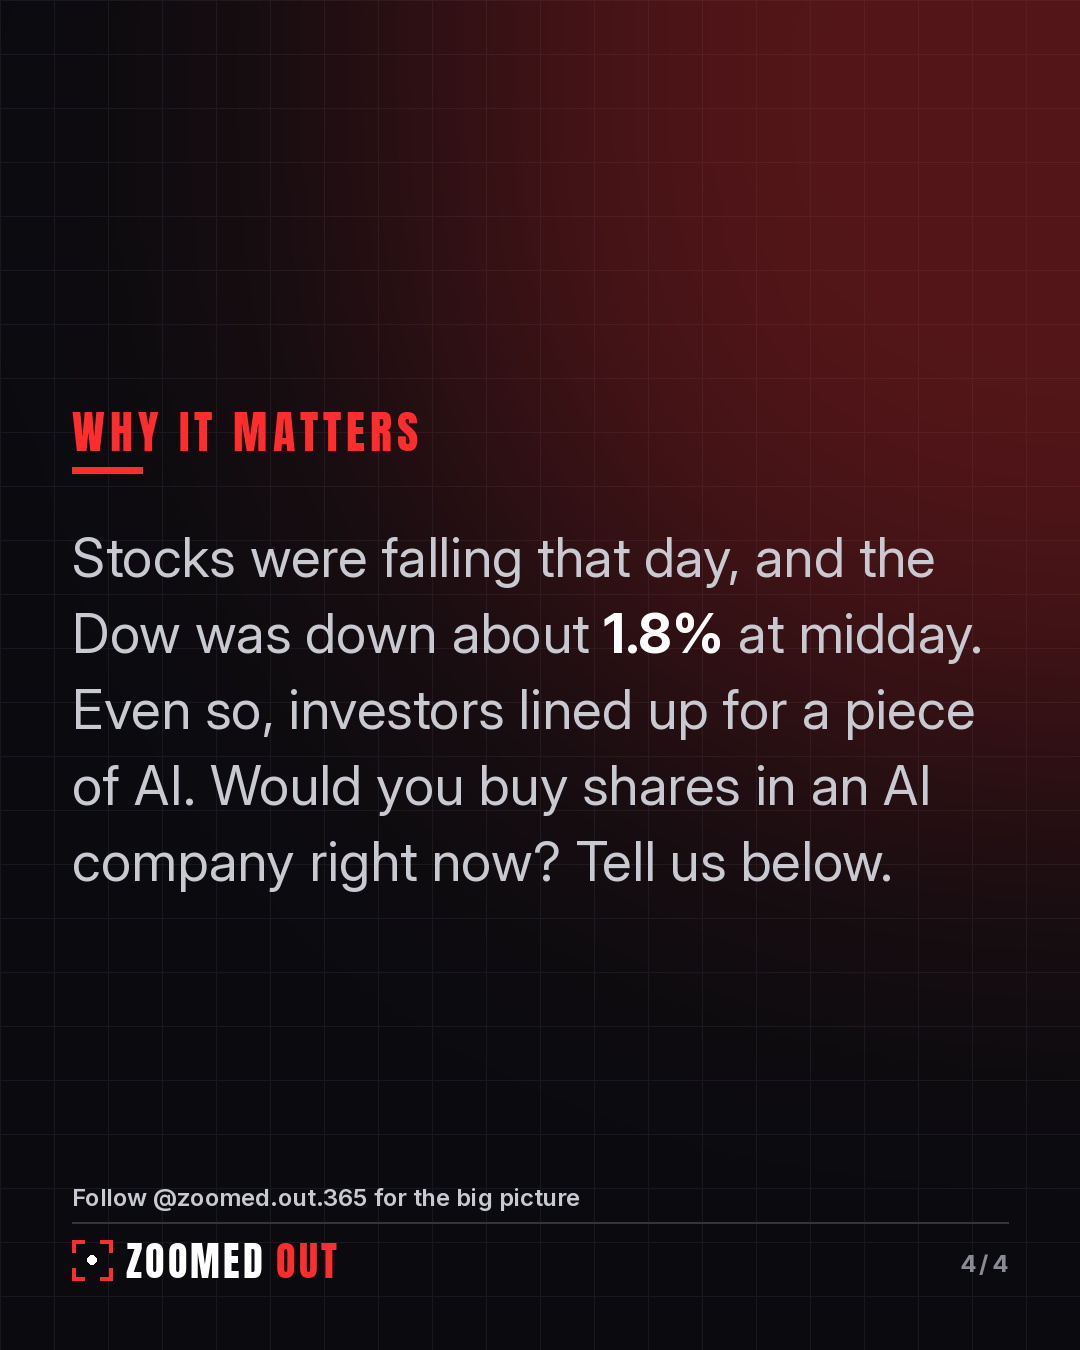 WHY IT MATTERS
Stocks were falling that day, and the
Dow was down about 1.8% at midday.
Even so, investors lined up for a piece
of AI. Would you buy shares in an AI
company right now? Tell us below.
Follow @zoomed.out.365 for the big picture
ZOOMED OUT
4/4